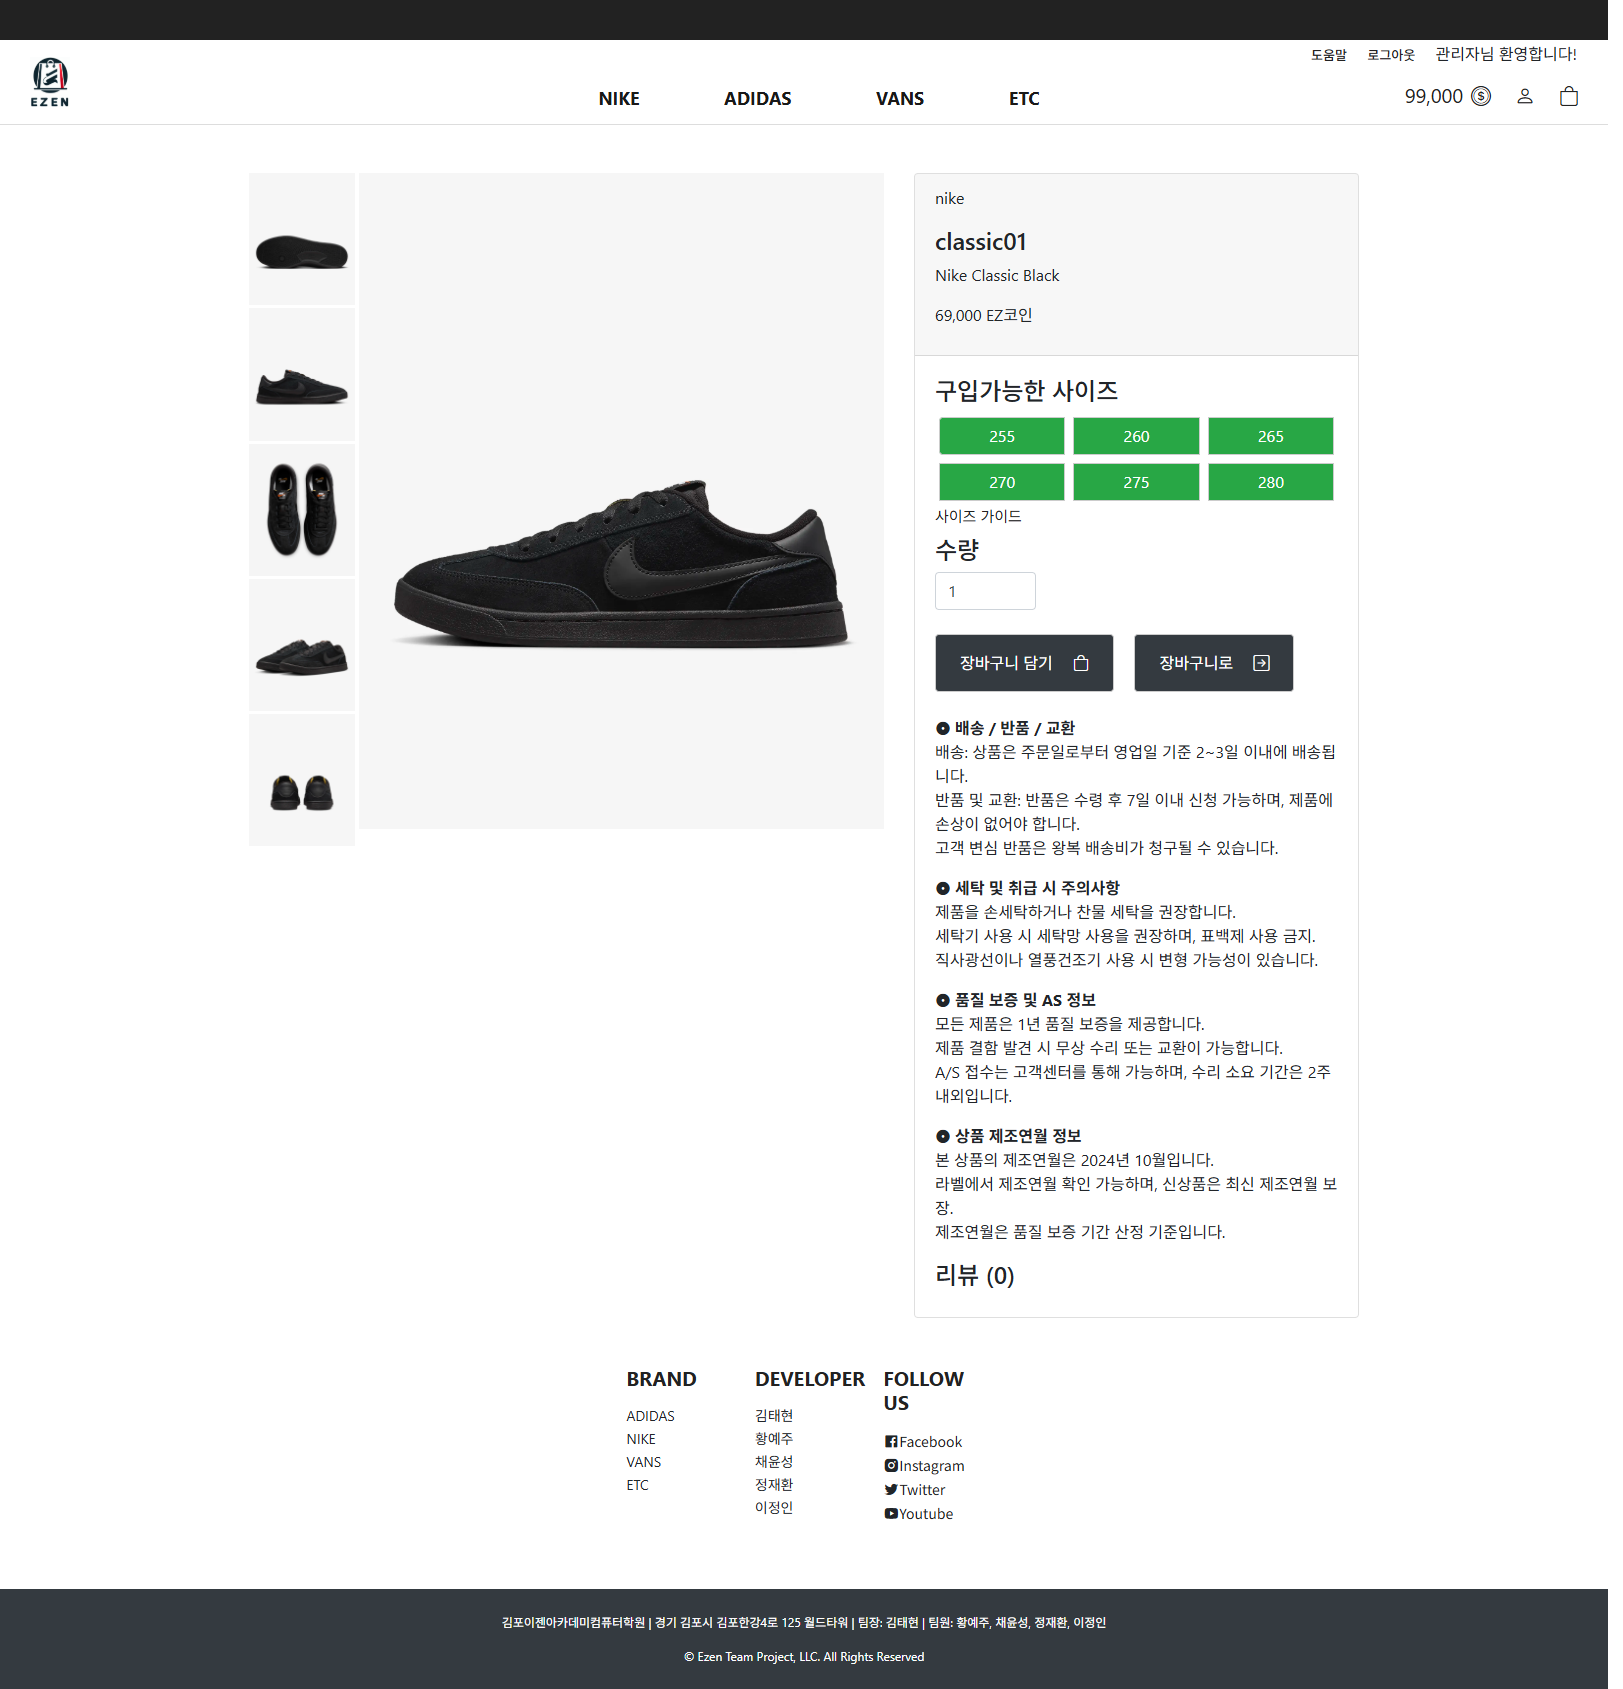 도움말 로그아웃 관리자님 환영합니다!
EZEN
NIKE ADIDAS VANS ETC
99,000
nike
classic01
Nike Classic Black
69,000 EZ코인
구입가능한 사이즈
255 260 265
270 275 280
사이즈 가이드
수량
1
장바구니 담기 장바구니로
배송 / 반품 / 교환
배송: 상품은 주문일로부터 영업일 기준 2~3일 이내에 배송됩
니다.
반품 및 교환: 반품은 수령 후 7일 이내 신청 가능하며, 제품에
손상이 없어야 합니다.
고객 변심 반품은 왕복 배송비가 청구될 수 있습니다.
세탁 및 취급 시 주의사항
제품을 손세탁하거나 찬물 세탁을 권장합니다.
세탁기 사용 시 세탁망 사용을 권장하며, 표백제 사용 금지.
직사광선이나 열풍건조기 사용 시 변형 가능성이 있습니다.
품질 보증 및 AS 정보
모든 제품은 1년 품질 보증을 제공합니다.
제품 결함 발견 시 무상 수리 또는 교환이 가능합니다.
A/S 접수는 고객센터를 통해 가능하며, 수리 소요 기간은 2주
내외입니다.
상품 제조연월 정보
본 상품의 제조연월은 2024년 10월입니다.
라벨에서 제조연월 확인 가능하며, 신상품은 최신 제조연월 보
장.
제조연월은 품질 보증 기간 산정 기준입니다.
리뷰 (0)
BRAND
ADIDAS
NIKE
VANS
ETC
DEVELOPER
김태현
황예주
채윤성
정재환
이정인
FOLLOW
US
Facebook
Instagram
Twitter
Youtube
김포이젠아카데미컴퓨터학원 | 경기 김포시 김포한강4로 125 월드타워 | 팀장: 김태현 | 팀원: 황예주, 채윤성, 정재환, 이정인
© Ezen Team Project, LLC. All Rights Reserved